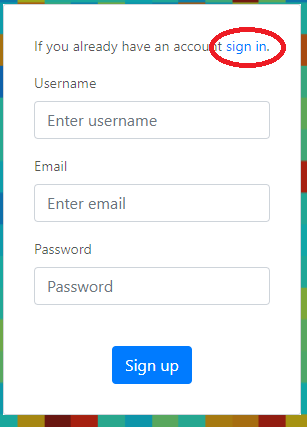 If you already have an account sign in.
Username
Enter username
Email
Enter email
Password
Password
Sign up